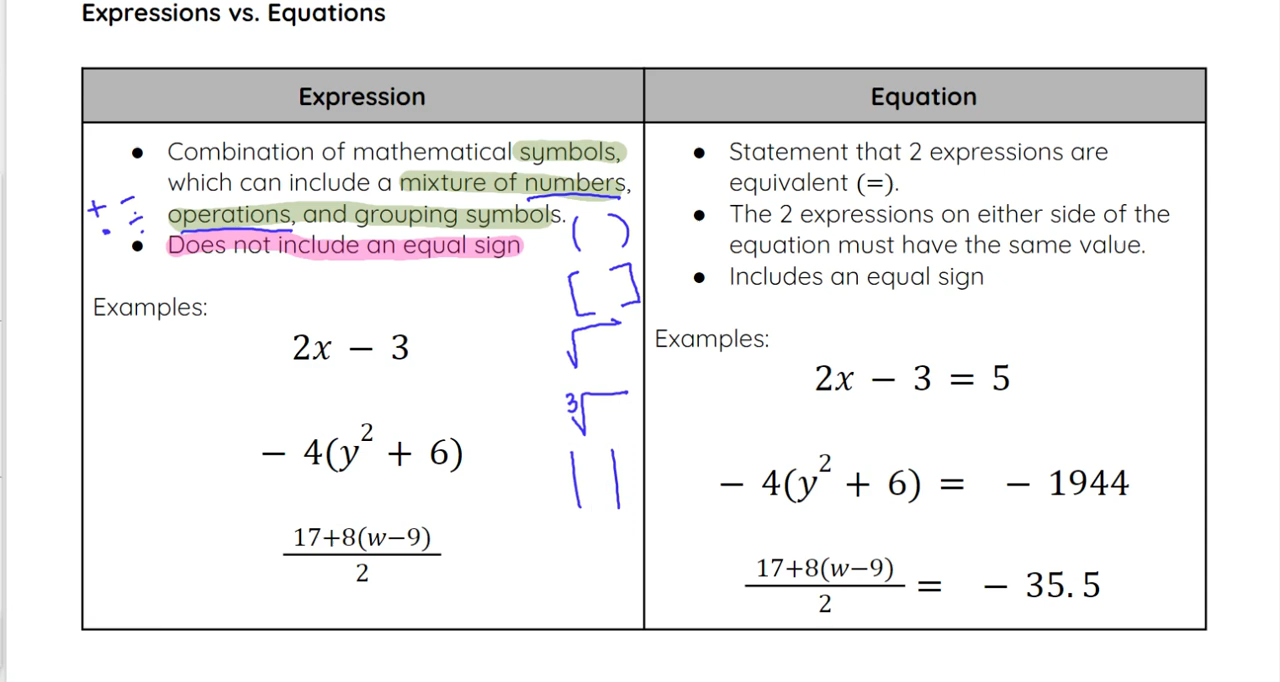 Expressions vs. Equations
Expression
● Combination of mathematical symbols,
which can include a mixture of numbers,
operations, and grouping symbols.
● Does not include an equal sign
+ − · ÷
( )
[ ]
√
∛
| |
Examples:
2x − 3
− 4(y² + 6)
17+8(w−9)
2
Equation
● Statement that 2 expressions are
equivalent (=).
● The 2 expressions on either side of the
equation must have the same value.
● Includes an equal sign
Examples:
2x − 3 = 5
− 4(y² + 6) = − 1944
17+8(w−9)
2
= − 35.5